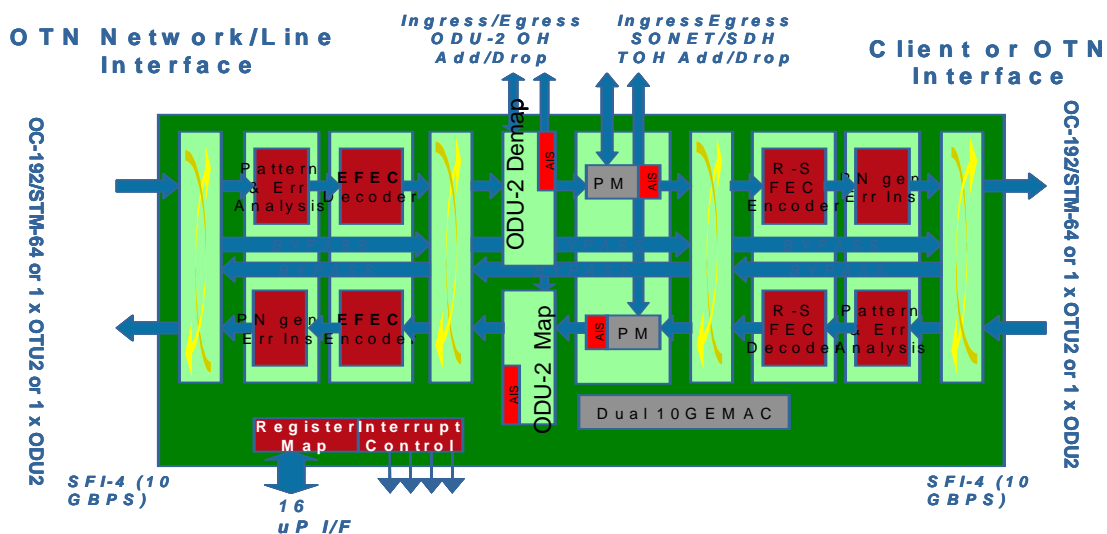 OTN Network/Line
Interface
Ingress/Egress
ODU-2 OH
Add/Drop
IngressEgress
SONET/SDH
TOH Add/Drop
Client or OTN
Interface
OC-192/STM-64 or 1 x OTU2 or 1 x ODU2
Pattern
& Err
Analysis
EFEC
Decoder
ODU-2 Demap
AIS
PM
AIS
R-S
FEC
Encoder
PN gen
Err Ins
OC-192/STM-64 or 1 x OTU2 or 1 x ODU2
PN gen
Err Ins
EFEC
Encoder
ODU-2 Map
AIS
AIS
PM
R-S
FEC
Decoder
Pattern
& Err
Analysis
Dual 10GEMAC
Register
Map
Interrupt
Control
SFI-4 (10
GBPS)
16
uP I/F
SFI-4 (10
GBPS)